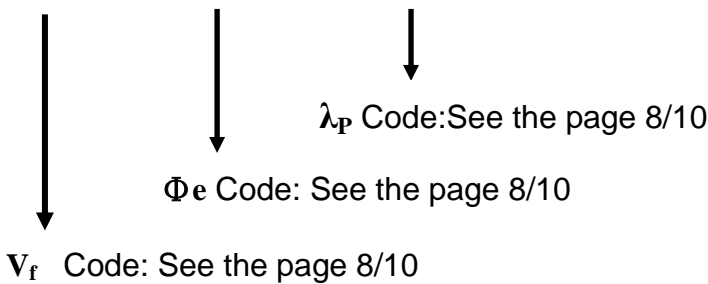 λP Code:See the page 8/10
Φe Code: See the page 8/10
Vf Code: See the page 8/10